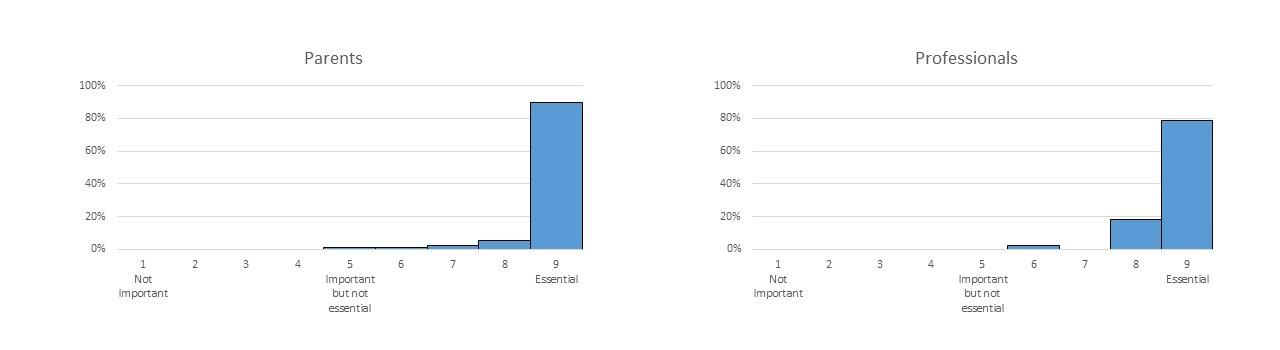 Parents
100%
80%
60%
40%
20%
0%
1 2 3 4 5 6 7 8 9
Not Important but not essential Essential
Important
Professionals
100%
80%
60%
40%
20%
0%
1 2 3 4 5 6 7 8 9
Not Important but not essential Essential
Important